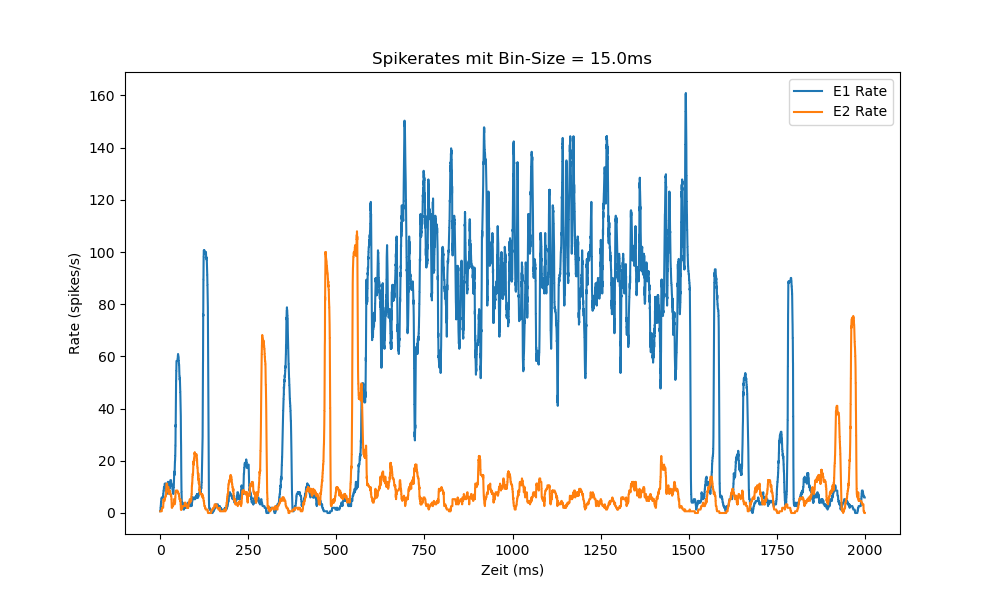 Spikerates mit Bin-Size = 15.0ms
E1 Rate
E2 Rate
160
140
120
100
80
60
40
20
0
Rate (spikes/s)
0 250 500 750 1000 1250 1500 1750 2000
Zeit (ms)